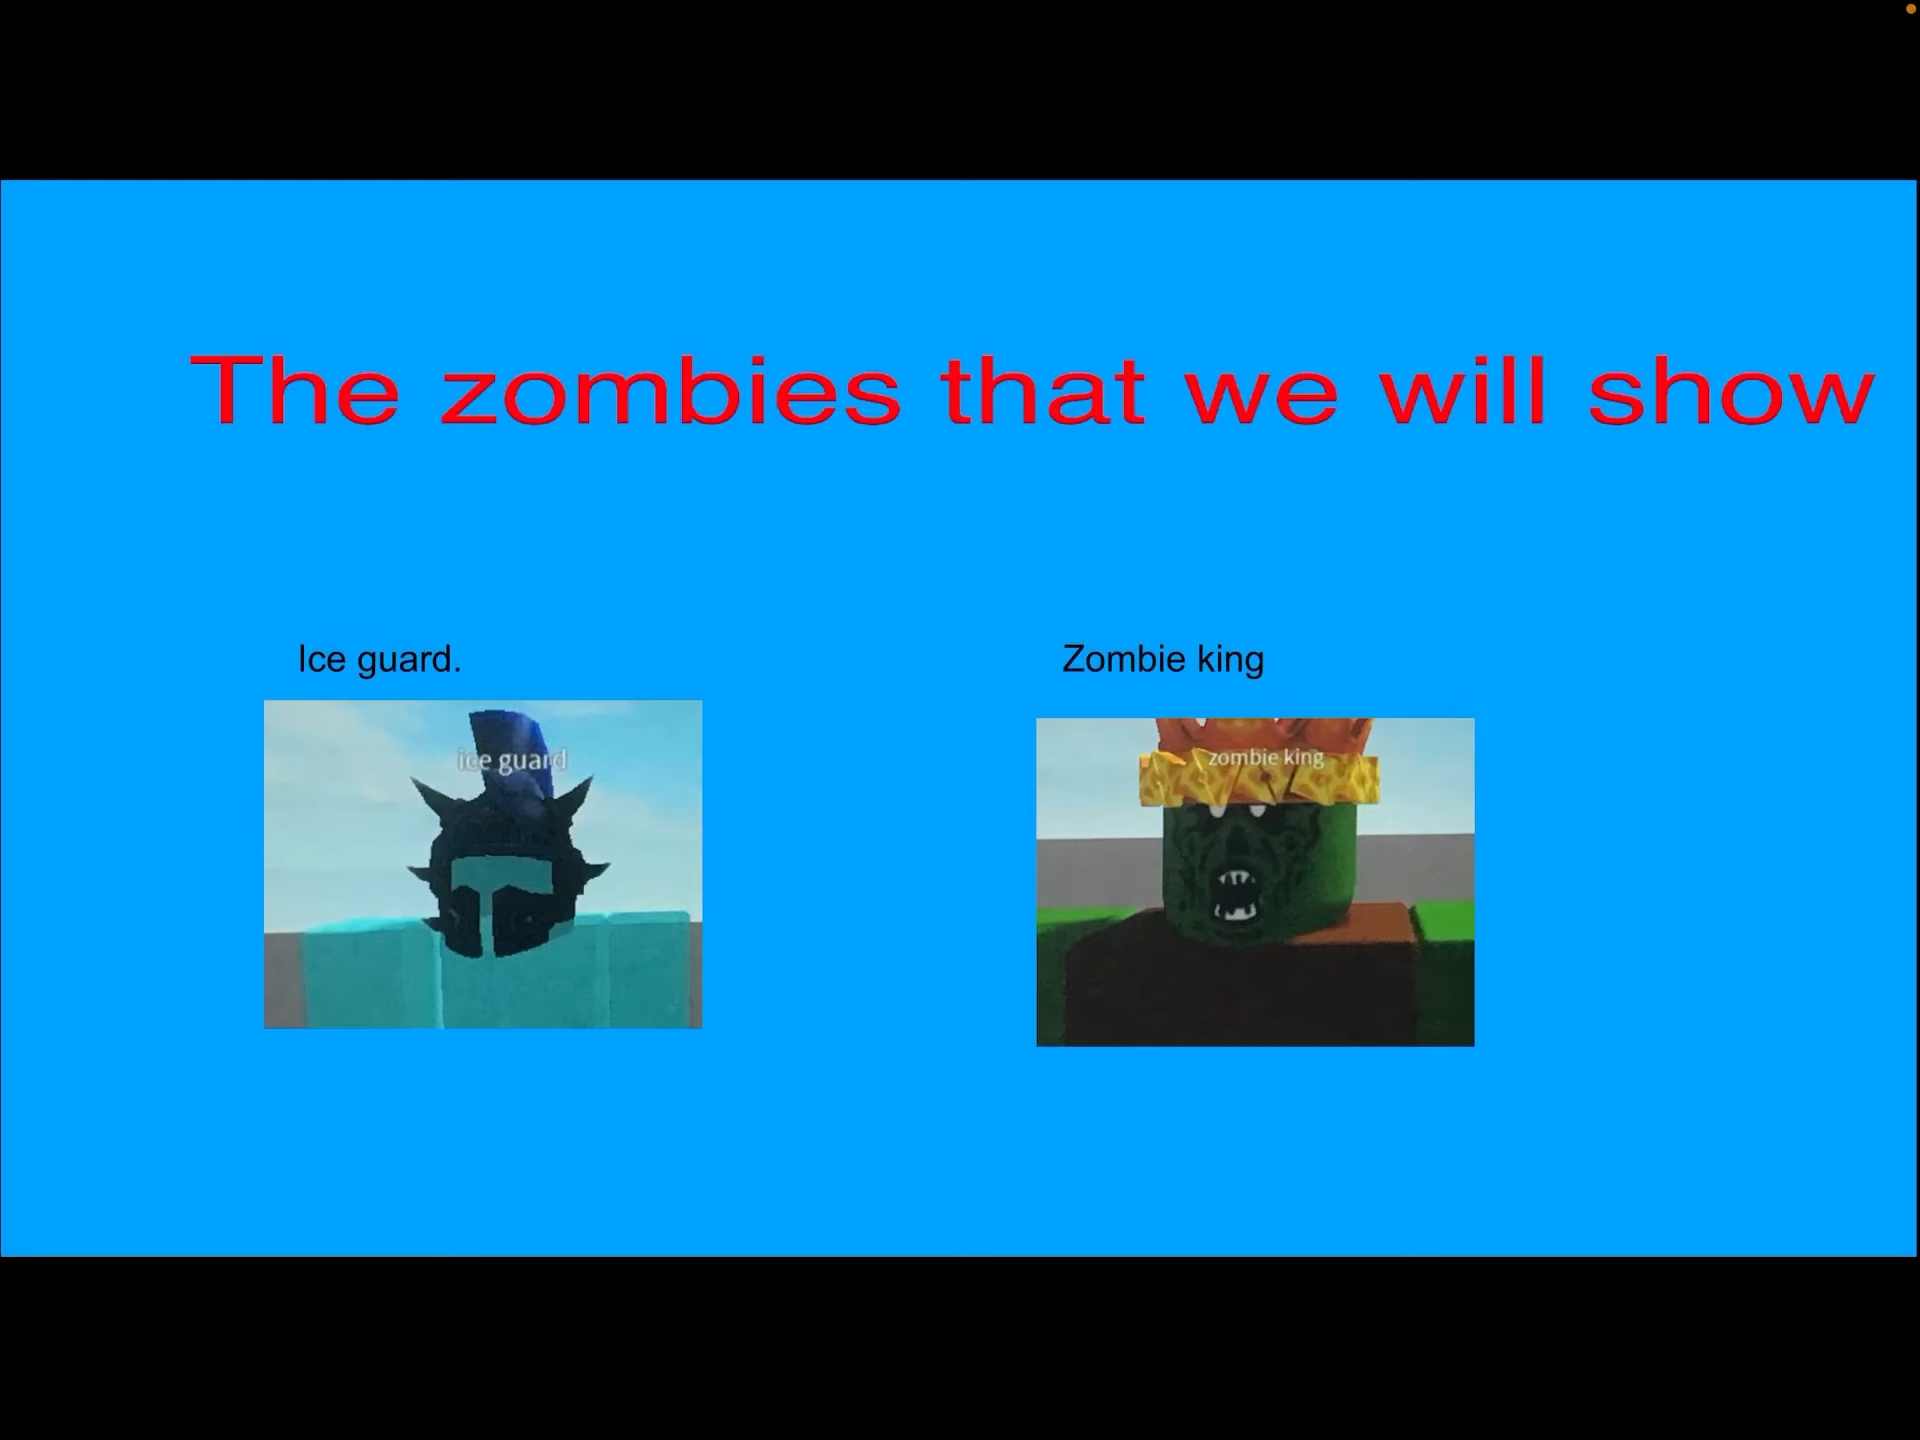 The zombies that we will show
Ice guard.
Zombie king
ice guard
zombie king